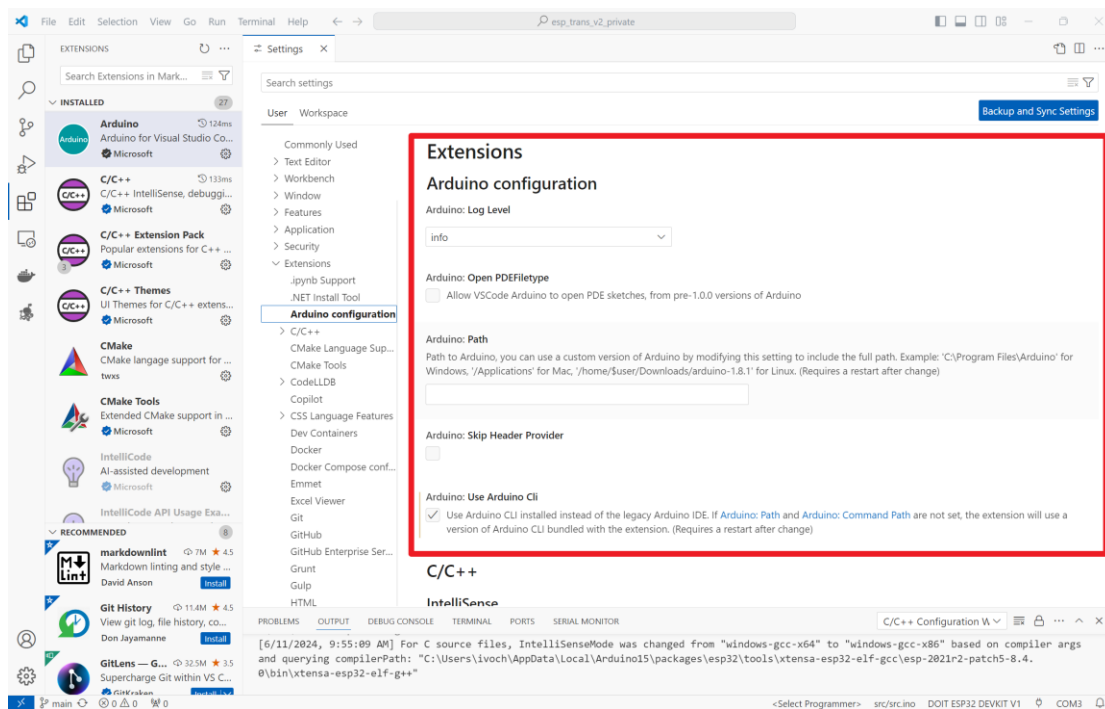 File Edit Selection View Go Run Terminal Help
esp_trans_v2_private
EXTENSIONS
Search Extensions in Mark...
INSTALLED 27
Arduino 124ms
Arduino for Visual Studio Co...
Microsoft
Arduino
C/C++ 133ms
C/C++ IntelliSense, debuggi...
Microsoft
C/C++
C/C++ Extension Pack
Popular extensions for C++ ...
Microsoft
C/C++
3
C/C++ Themes
UI Themes for C/C++ extens...
Microsoft
C/C++
CMake
CMake langage support for ...
twxs
CMake Tools
Extended CMake support in ...
Microsoft
IntelliCode
AI-assisted development
Microsoft
IntelliCode API Usage Exa...
RECOMMENDED 8
markdownlint 7M 4.5
Markdown linting and style ...
David Anson Install
M Lint
Git History 11.4M 4.5
View git log, file history, co...
Don Jayamanne Install
GitLens — G... 32.5M 3.5
Supercharge Git within VS C...
GitKraken Install
Settings
Search settings
User Workspace
Backup and Sync Settings
Commonly Used
Text Editor
Workbench
Window
Features
Application
Security
Extensions
.ipynb Support
.NET Install Tool
Arduino configuration
C/C++
CMake Language Sup...
CMake Tools
CodeLLDB
Copilot
CSS Language Features
Dev Containers
Docker
Docker Compose conf...
Emmet
Excel Viewer
Git
GitHub
GitHub Enterprise Ser...
Grunt
Gulp
HTML
Extensions
Arduino configuration
Arduino: Log Level
info
Arduino: Open PDEFiletype
Allow VSCode Arduino to open PDE sketches, from pre-1.0.0 versions of Arduino
Arduino: Path
Path to Arduino, you can use a custom version of Arduino by modifying this setting to include the full path. Example: 'C:\Program Files\Arduino' for
Windows, '/Applications' for Mac, '/home/$user/Downloads/arduino-1.8.1' for Linux. (Requires a restart after change)
Arduino: Skip Header Provider
Arduino: Use Arduino Cli
Use Arduino CLI installed instead of the legacy Arduino IDE. If Arduino: Path and Arduino: Command Path are not set, the extension will use a
version of Arduino CLI bundled with the extension. (Requires a restart after change)
C/C++
IntelliSense
PROBLEMS OUTPUT DEBUG CONSOLE TERMINAL PORTS SERIAL MONITOR
C/C++ Configuration W
[6/11/2024, 9:55:09 AM] For C source files, IntelliSenseMode was changed from "windows-gcc-x64" to "windows-gcc-x86" based on compiler args
and querying compilerPath: "C:\Users\ivoch\AppData\Local\Arduino15\packages\esp32\tools\xtensa-esp32-elf-gcc\esp-2021r2-patch5-8.4.
0\bin\xtensa-esp32-elf-g++"
main 0 0 0 <Select Programmer> src/src.ino DOIT ESP32 DEVKIT V1 COM3